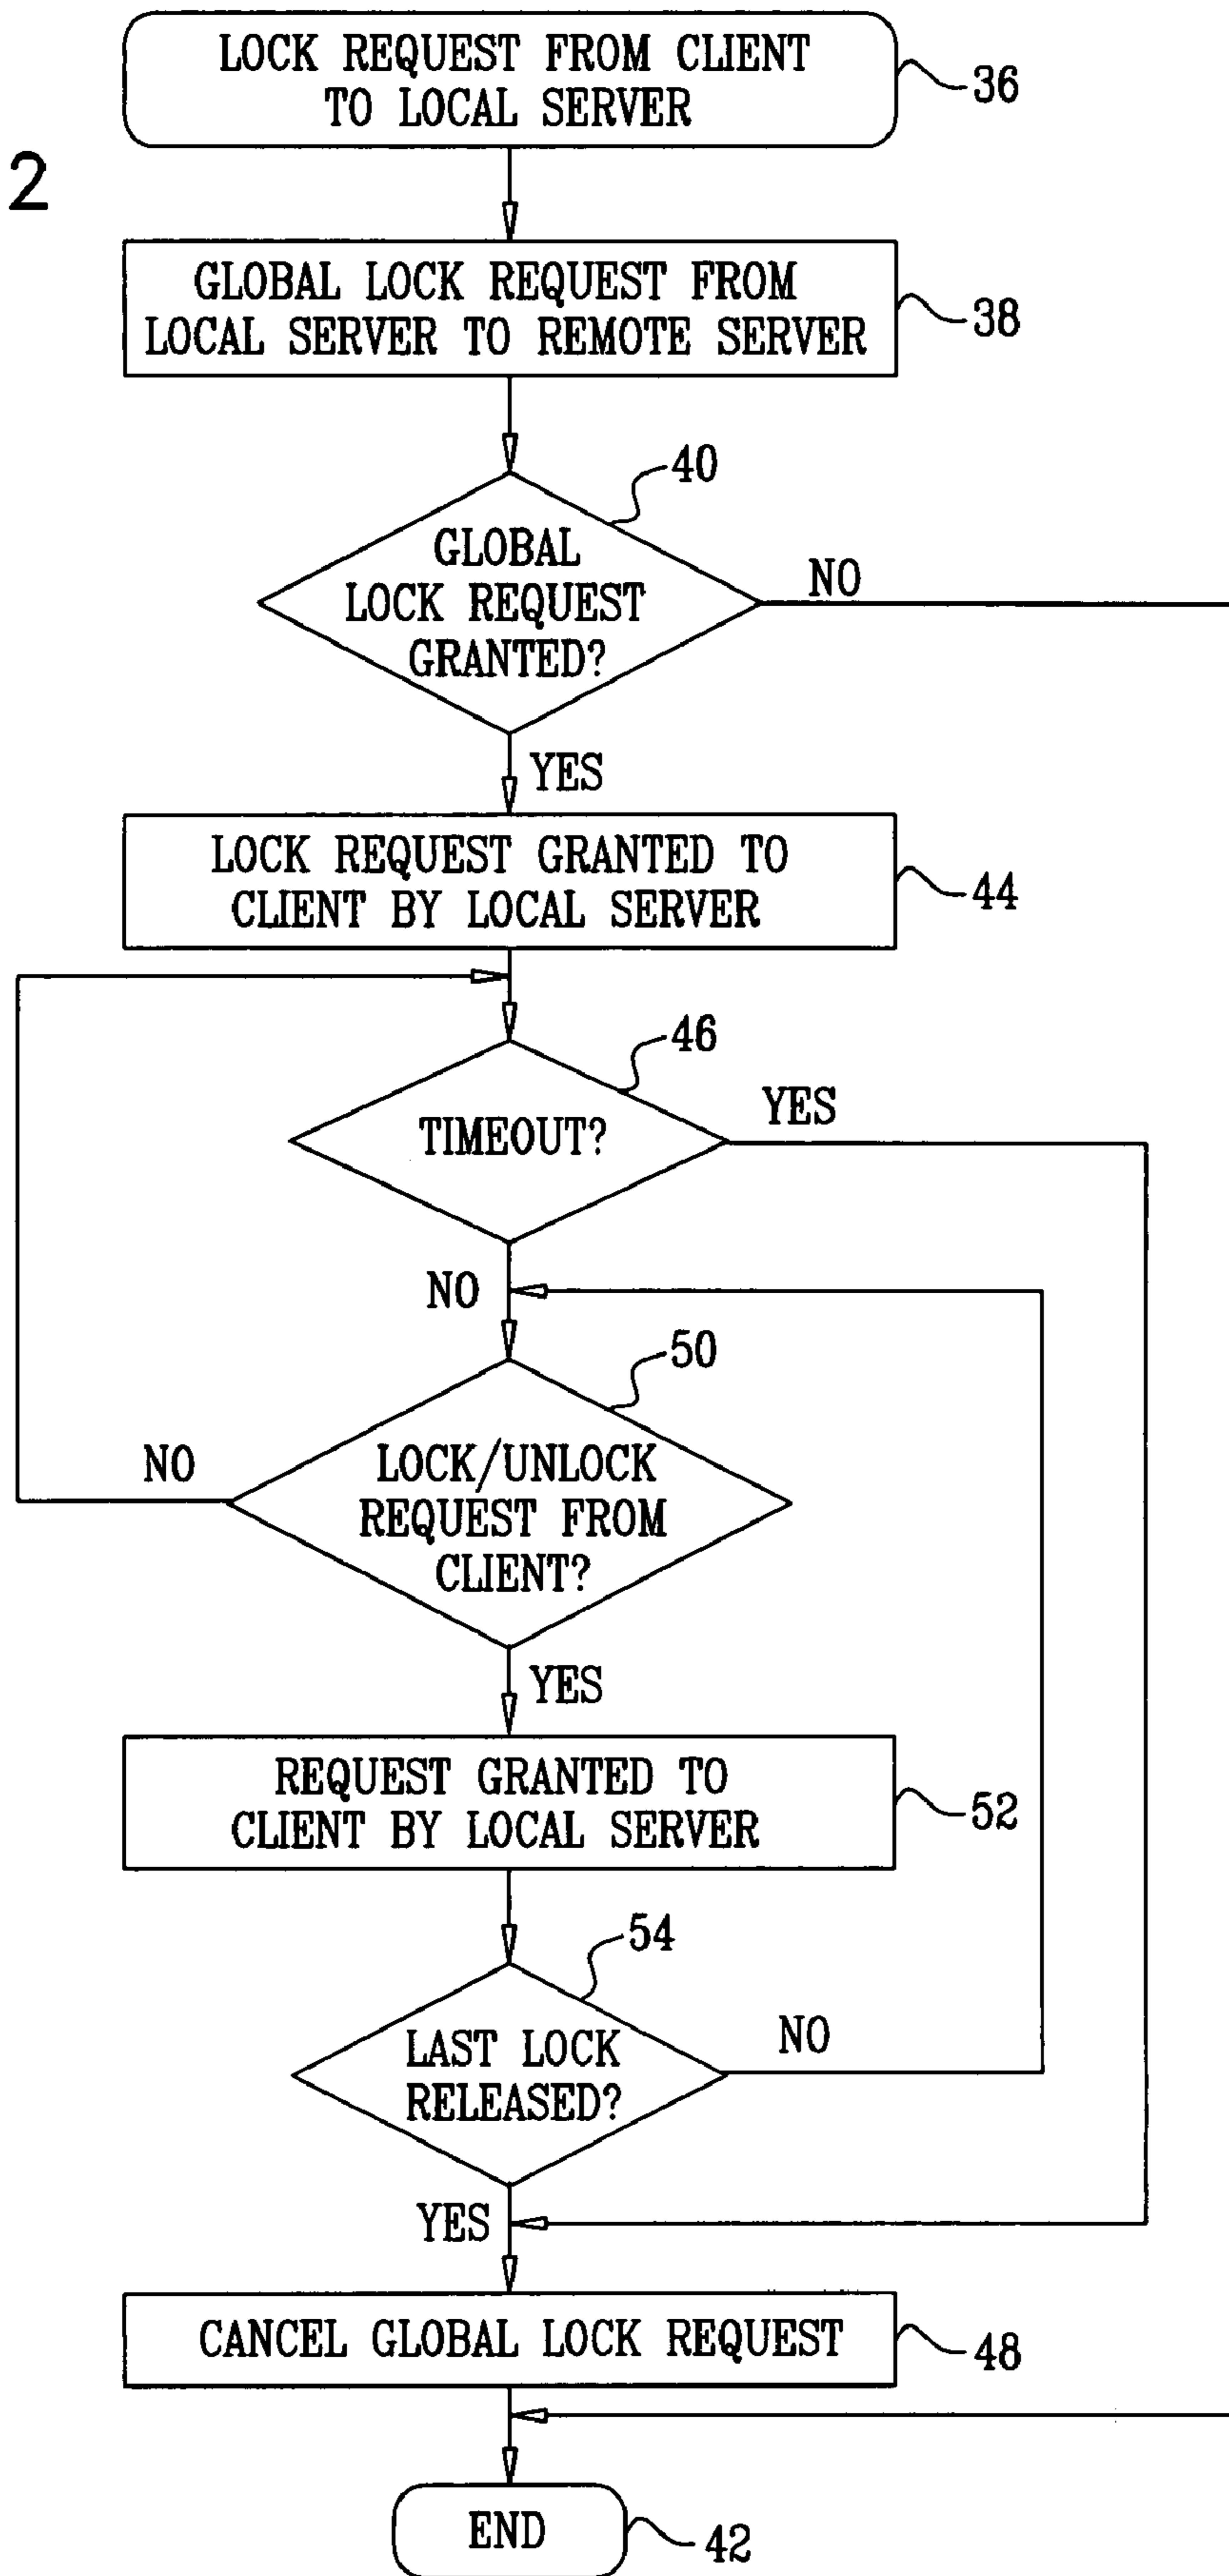 LOCK REQUEST FROM CLIENT
TO LOCAL SERVER
36
2
GLOBAL LOCK REQUEST FROM
LOCAL SERVER TO REMOTE SERVER
38
40
GLOBAL
LOCK REQUEST
GRANTED?
NO
YES
LOCK REQUEST GRANTED TO
CLIENT BY LOCAL SERVER
44
46
TIMEOUT?
YES
NO
50
LOCK/UNLOCK
REQUEST FROM
CLIENT?
NO
YES
REQUEST GRANTED TO
CLIENT BY LOCAL SERVER
52
54
LAST LOCK
RELEASED?
NO
YES
CANCEL GLOBAL LOCK REQUEST
48
END
42